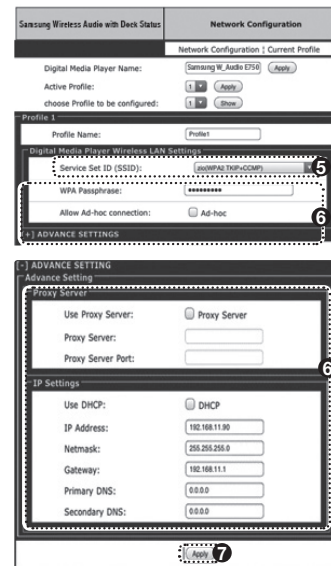 Samsung Wireless Audio with Dock Status
Network Configuration
Network Configuration ¦ Current Profile
Digital Media Player Name: Samsung W_Audio E750 Apply
Active Profile: 1 Apply
choose Profile to be configured: 1 Show
Profile 1
Profile Name: Profile1
Digital Media Player Wireless LAN Settings
Service Set ID (SSID): zio(WPA2 TKIP+CCMP) 5
WPA Passphrase: •••••••••
Allow Ad-hoc connection: Ad-hoc 6
[+] ADVANCE SETTINGS
[-] ADVANCE SETTING
Advance Setting
Proxy Server
Use Proxy Server: Proxy Server
Proxy Server:
Proxy Server Port:
6
IP Settings
Use DHCP: DHCP
IP Address: 192.168.11.90
Netmask: 255.255.255.0
Gateway: 192.168.11.1
Primary DNS: 0.0.0.0
Secondary DNS: 0.0.0.0
Apply 7